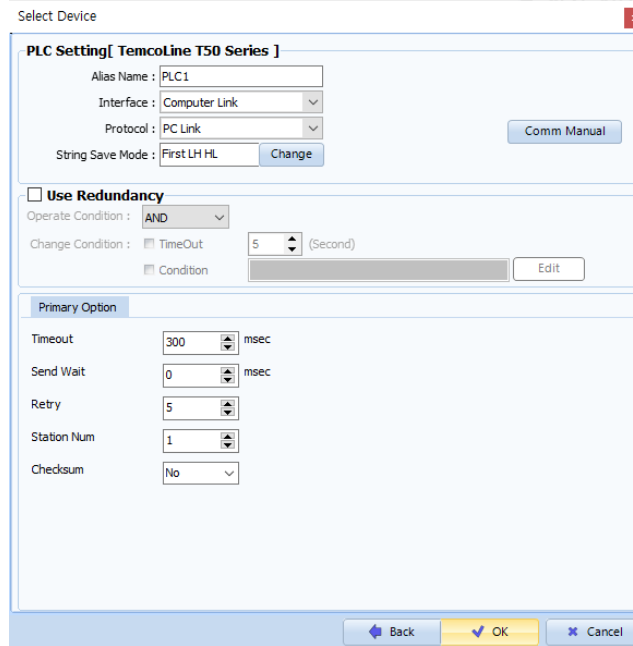 Select Device
PLC Setting[ TemcoLine T50 Series ]
Alias Name : PLC1
Interface : Computer Link
Protocol : PC Link
Comm Manual
String Save Mode : First LH HL Change
Use Redundancy
Operate Condition : AND
Change Condition : TimeOut 5 (Second)
Condition Edit
Primary Option
Timeout 300 msec
Send Wait 0 msec
Retry 5
Station Num 1
Checksum No
Back OK Cancel